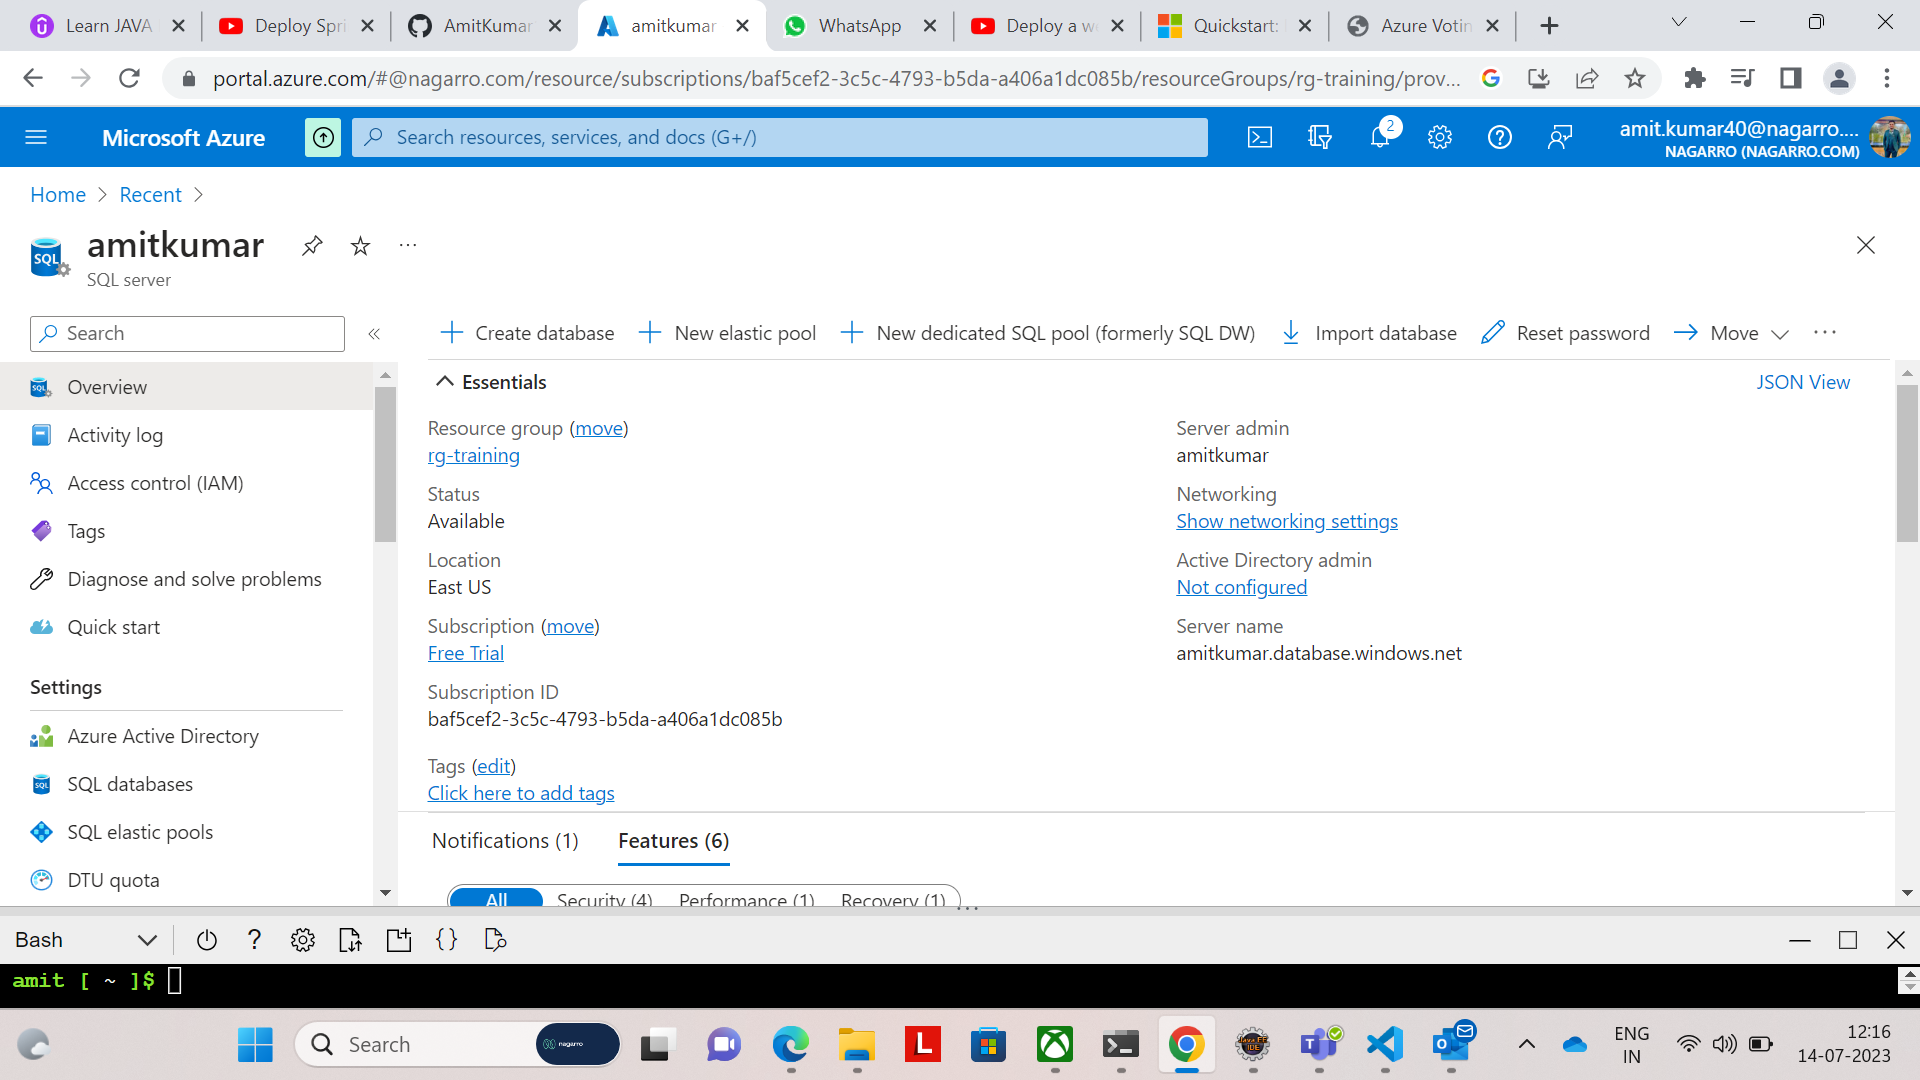 Learn JAVA
Deploy Spri
AmitKumar
amitkumar
WhatsApp
Deploy a we
Quickstart:
Azure Votin
portal.azure.com/#@nagarro.com/resource/subscriptions/baf5cef2-3c5c-4793-b5da-a406a1dc085b/resourceGroups/rg-training/prov...
Microsoft Azure
Search resources, services, and docs (G+/)
2
amit.kumar40@nagarro....
NAGARRO (NAGARRO.COM)
Home
Recent
amitkumar
SQL server
Search
Create database
New elastic pool
New dedicated SQL pool (formerly SQL DW)
Import database
Reset password
Move
Overview
Activity log
Access control (IAM)
Tags
Diagnose and solve problems
Quick start
Settings
Azure Active Directory
SQL databases
SQL elastic pools
DTU quota
Essentials
JSON View
Resource group (move)
rg-training
Status
Available
Location
East US
Subscription (move)
Free Trial
Subscription ID
baf5cef2-3c5c-4793-b5da-a406a1dc085b
Tags (edit)
Click here to add tags
Server admin
amitkumar
Networking
Show networking settings
Active Directory admin
Not configured
Server name
amitkumar.database.windows.net
Notifications (1)
Features (6)
All
Security (4)
Performance (1)
Recovery (1)
Bash
amit [ ~ ]$
Search
nagarro
ENG
IN
12:16
14-07-2023